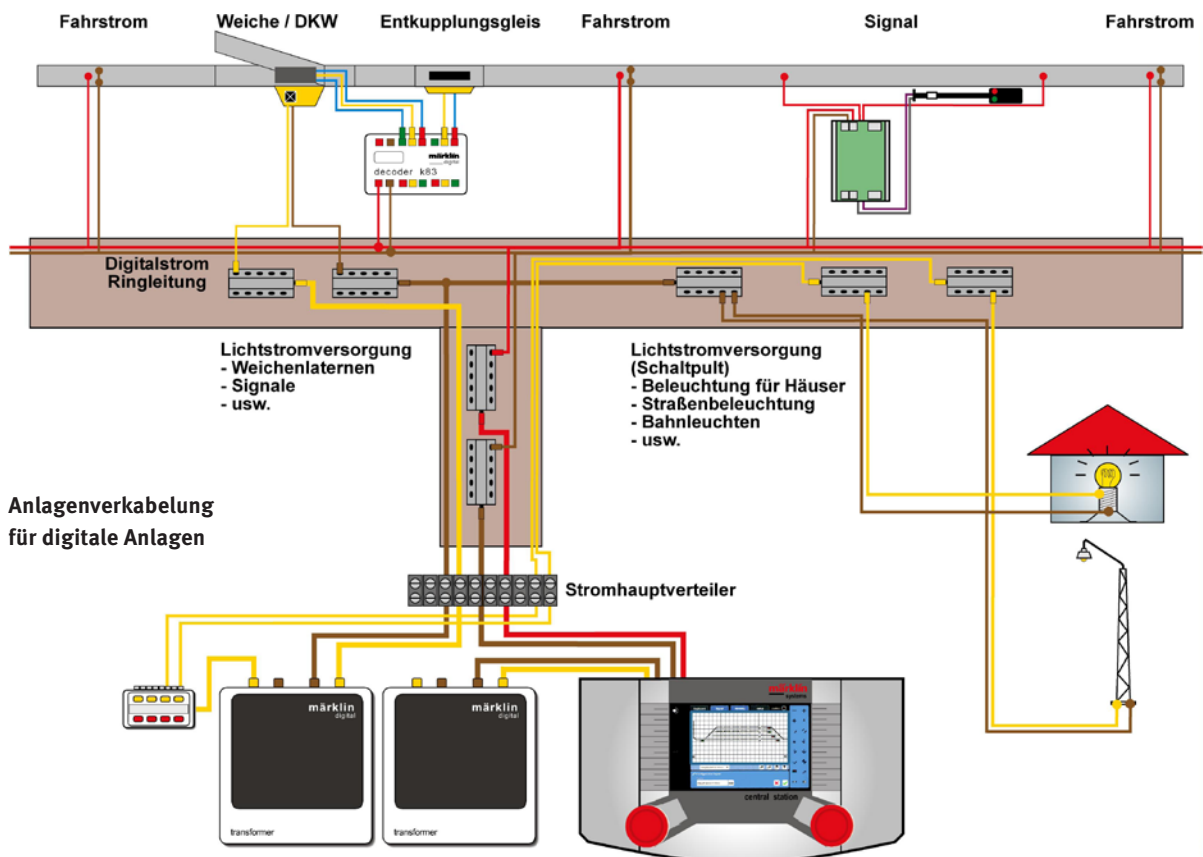 Fahrstrom
Weiche / DKW
Entkupplungsgleis
Fahrstrom
Signal
Fahrstrom
märklin
digital
decoder k83
Digitalstrom
Ringleitung
Lichtstromversorgung
- Weichenlaternen
- Signale
- usw.
Lichtstromversorgung
(Schaltpult)
- Beleuchtung für Häuser
- Straßenbeleuchtung
- Bahnleuchten
- usw.
Anlagenverkabelung
für digitale Anlagen
Stromhauptverteiler
märklin
digital
transformer
märklin
digital
transformer
märklin
systems
central station